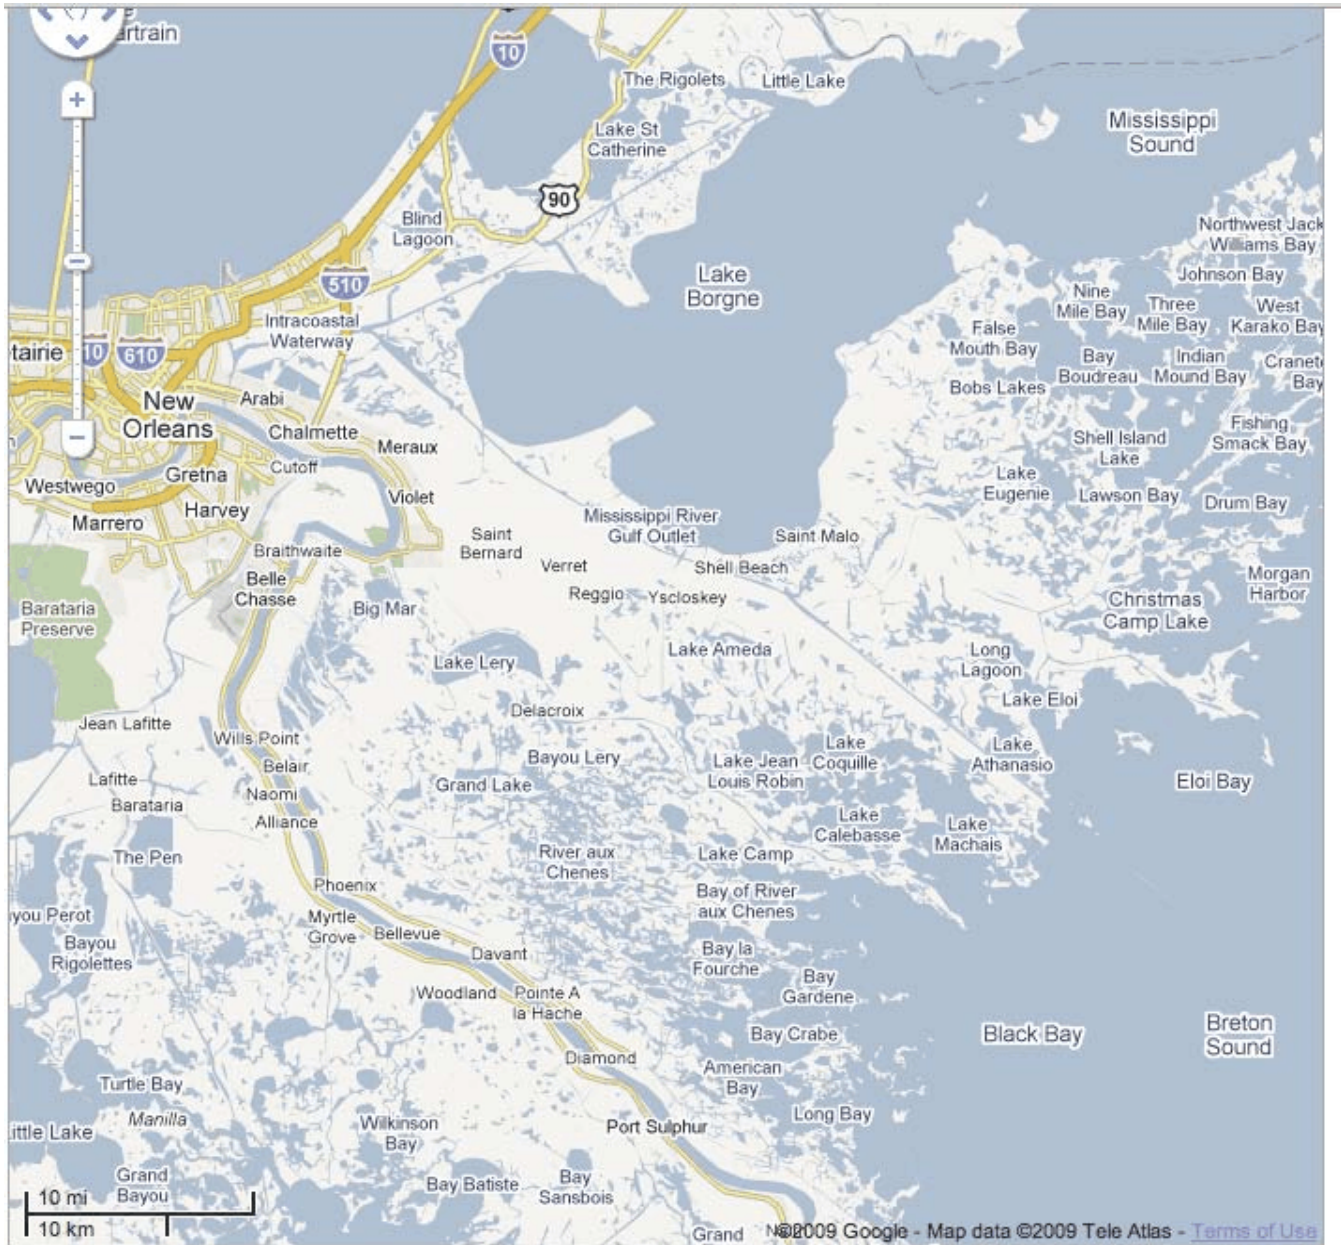 artrain
10
The Rigolets
Little Lake
Mississippi
Sound
Lake St
Catherine
90
Blind
Lagoon
Northwest Jack
Williams Bay
Johnson Bay
Lake
Borgne
510
Nine
Mile Bay
Three
Mile Bay
West
Karako Bay
Intracoastal
Waterway
False
Mouth Bay
tairie
10
610
Bay
Boudreau
Indian
Mound Bay
Cranet
Bay
Bobs Lakes
New
Orleans
Arabi
Chalmette
Meraux
Fishing
Smack Bay
Shell Island
Lake
Cutoff
Gretna
Westwego
Lake
Eugenie
Lawson Bay
Drum Bay
Violet
Harvey
Marrero
Mississippi River
Gulf Outlet
Saint
Bernard
Saint Malo
Braithwaite
Verret
Shell Beach
Belle
Chasse
Reggio
Yscloskey
Morgan
Harbor
Barataria
Preserve
Big Mar
Christmas
Camp Lake
Lake Lery
Lake Ameda
Long
Lagoon
Lake Eloi
Delacroix
Jean Lafitte
Wills Point
Bayou Lery
Lake Jean
Louis Robin
Lake
Coquille
Lake
Athanasio
Belair
Lafitte
Grand Lake
Eloi Bay
Naomi
Barataria
Alliance
Lake
Calebasse
Lake
Machais
The Pen
River aux
Chenes
Lake Camp
Phoenix
Bay of River
aux Chenes
you Perot
Myrtle
Grove
Bellevue
Bayou
Rigolettes
Davant
Bay la
Fourche
Bay
Gardene
Woodland
Pointe A
la Hache
Bay Crabe
Black Bay
Breton
Sound
Diamond
American
Bay
Turtle Bay
Manilla
Long Bay
Wilkinson
Bay
Port Sulphur
Little Lake
Grand
Bayou
Bay Batiste
Bay
Sansbois
10 mi
10 km
Grand
©2009 Google - Map data ©2009 Tele Atlas - Terms of Use